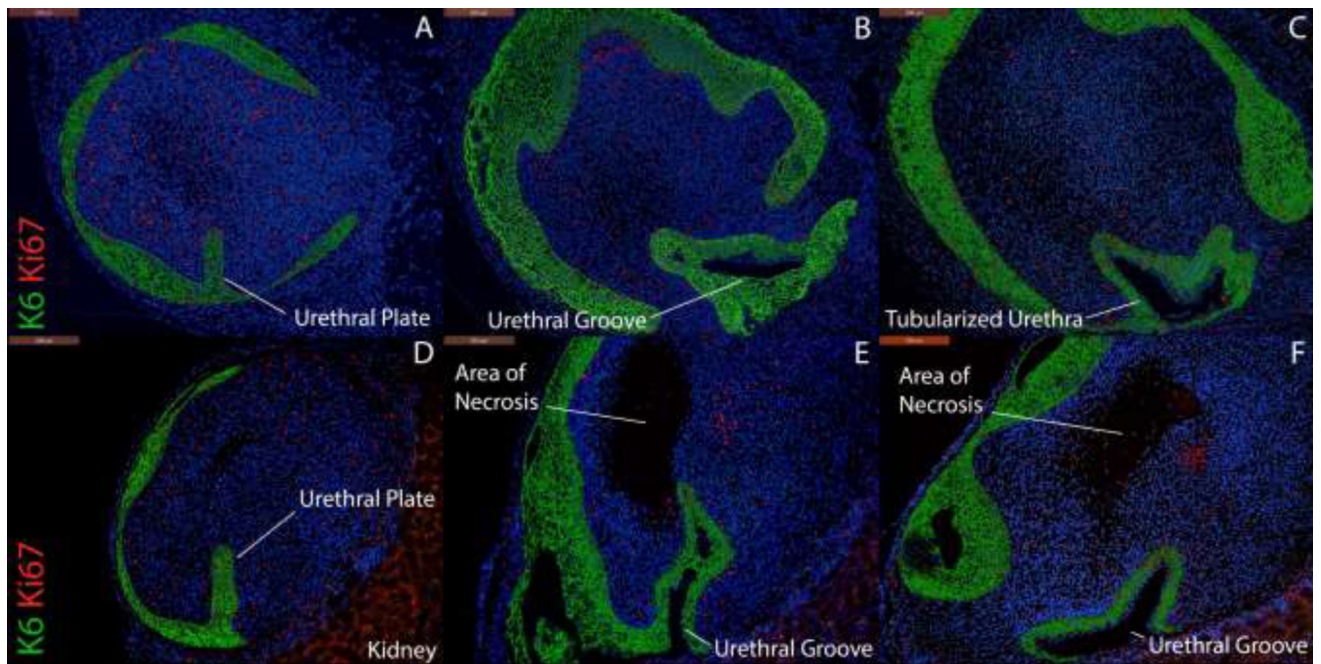 A
B
C
K6 Ki67
Urethral Plate
Urethral Groove
Tubularized Urethra
D
E
F
Area of
Necrosis
Area of
Necrosis
Urethral Plate
K6 Ki67
Kidney
Urethral Groove
Urethral Groove